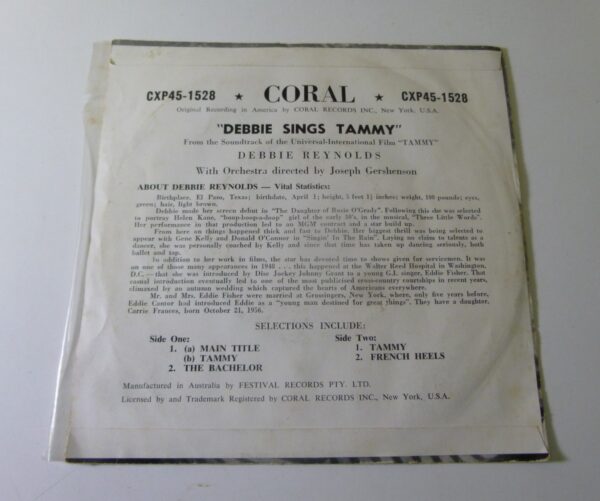 CXP45-1528 ★ CORAL ★ CXP45-1528
Original Recording in America by CORAL RECORDS INC., New York, U.S.A.
"DEBBIE SINGS TAMMY"
From the Soundtrack of the Universal-International Film "TAMMY"
DEBBIE REYNOLDS
With Orchestra directed by Joseph Gershenson
ABOUT DEBBIE REYNOLDS — Vital Statistics:
Birthplace, El Paso, Texas; birthdate, April 1; height, 5 feet 1½ inches; weight, 100 pounds; eyes,
green; hair, light brown.
Debbie made her screen debut in "The Daughter of Rosie O'Grady". Following this she was selected
to portray Helen Kane, "boop-boop-a-doop" girl of the early 30's, in the musical, "Three Little Words".
Her performance in that production led to an MGM contract and a star build up.
From here on things happened thick and fast to Debbie. Her biggest thrill was being selected to
appear with Gene Kelly and Donald O'Connor in "Singin' In The Rain". Laying no claim to talents as a
dancer, she was personally coached by Kelly and since that time has taken up dancing seriously, both
ballet and tap.
In addition to her work in films, the star has devoted time to shows given for servicemen. It was
on one of those many appearances in 1948 . . . this happened at the Walter Reed Hospital in Washington,
D.C. — that she was introduced by Disc Jockey Johnny Grant to a young G.I. singer, Eddie Fisher. That
casual introduction eventually led to one of the most publicised cross-country courtships in recent years,
climaxed by an autumn wedding which captured the hearts of Americans everywhere.
Mr. and Mrs. Eddie Fisher were married at Grossingers, New York, where, only five years before,
Eddie Cantor had introduced Eddie as a "young man destined for great things". They have a daughter,
Carrie Frances, born October 21, 1956.
SELECTIONS INCLUDE:
Side One:
1. (a) MAIN TITLE
(b) TAMMY
2. THE BACHELOR
Side Two:
1. TAMMY
2. FRENCH HEELS
Manufactured in Australia by FESTIVAL RECORDS PTY. LTD.
Licensed by and Trademark Registered by CORAL RECORDS INC., New York, U.S.A.